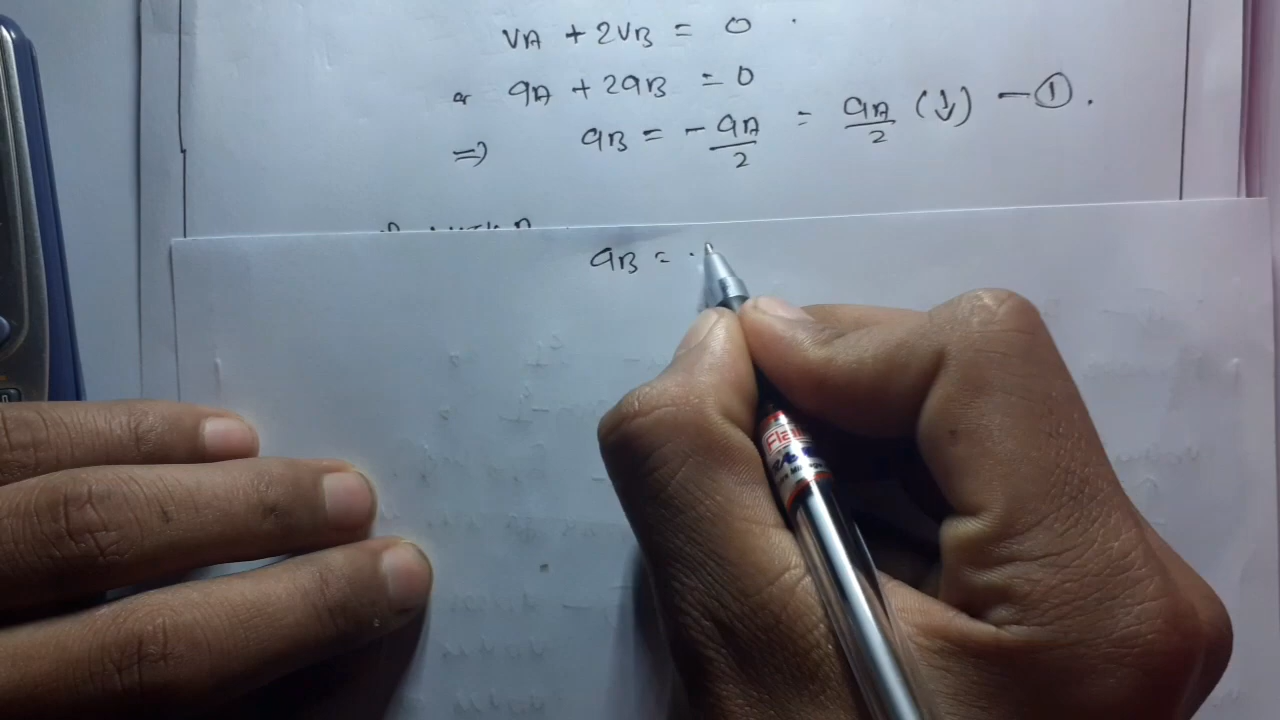 VA + 2VB = 0 .
or aA + 2aB = 0
=> aB = - aA/2 = aA/2 (↓) — ① .
aB =